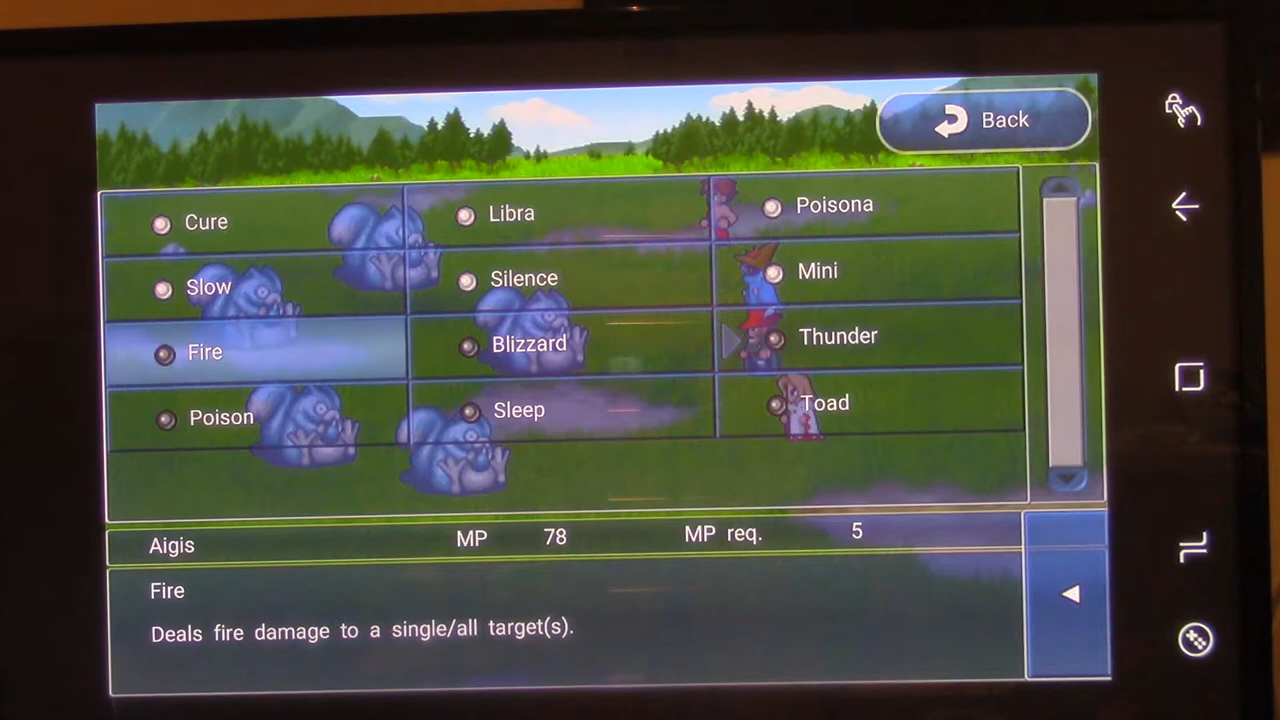 Back
Cure Libra Poisona
Slow Silence Mini
Fire Blizzard Thunder
Poison Sleep Toad
Aigis MP 78 MP req. 5
Fire
Deals fire damage to a single/all target(s).